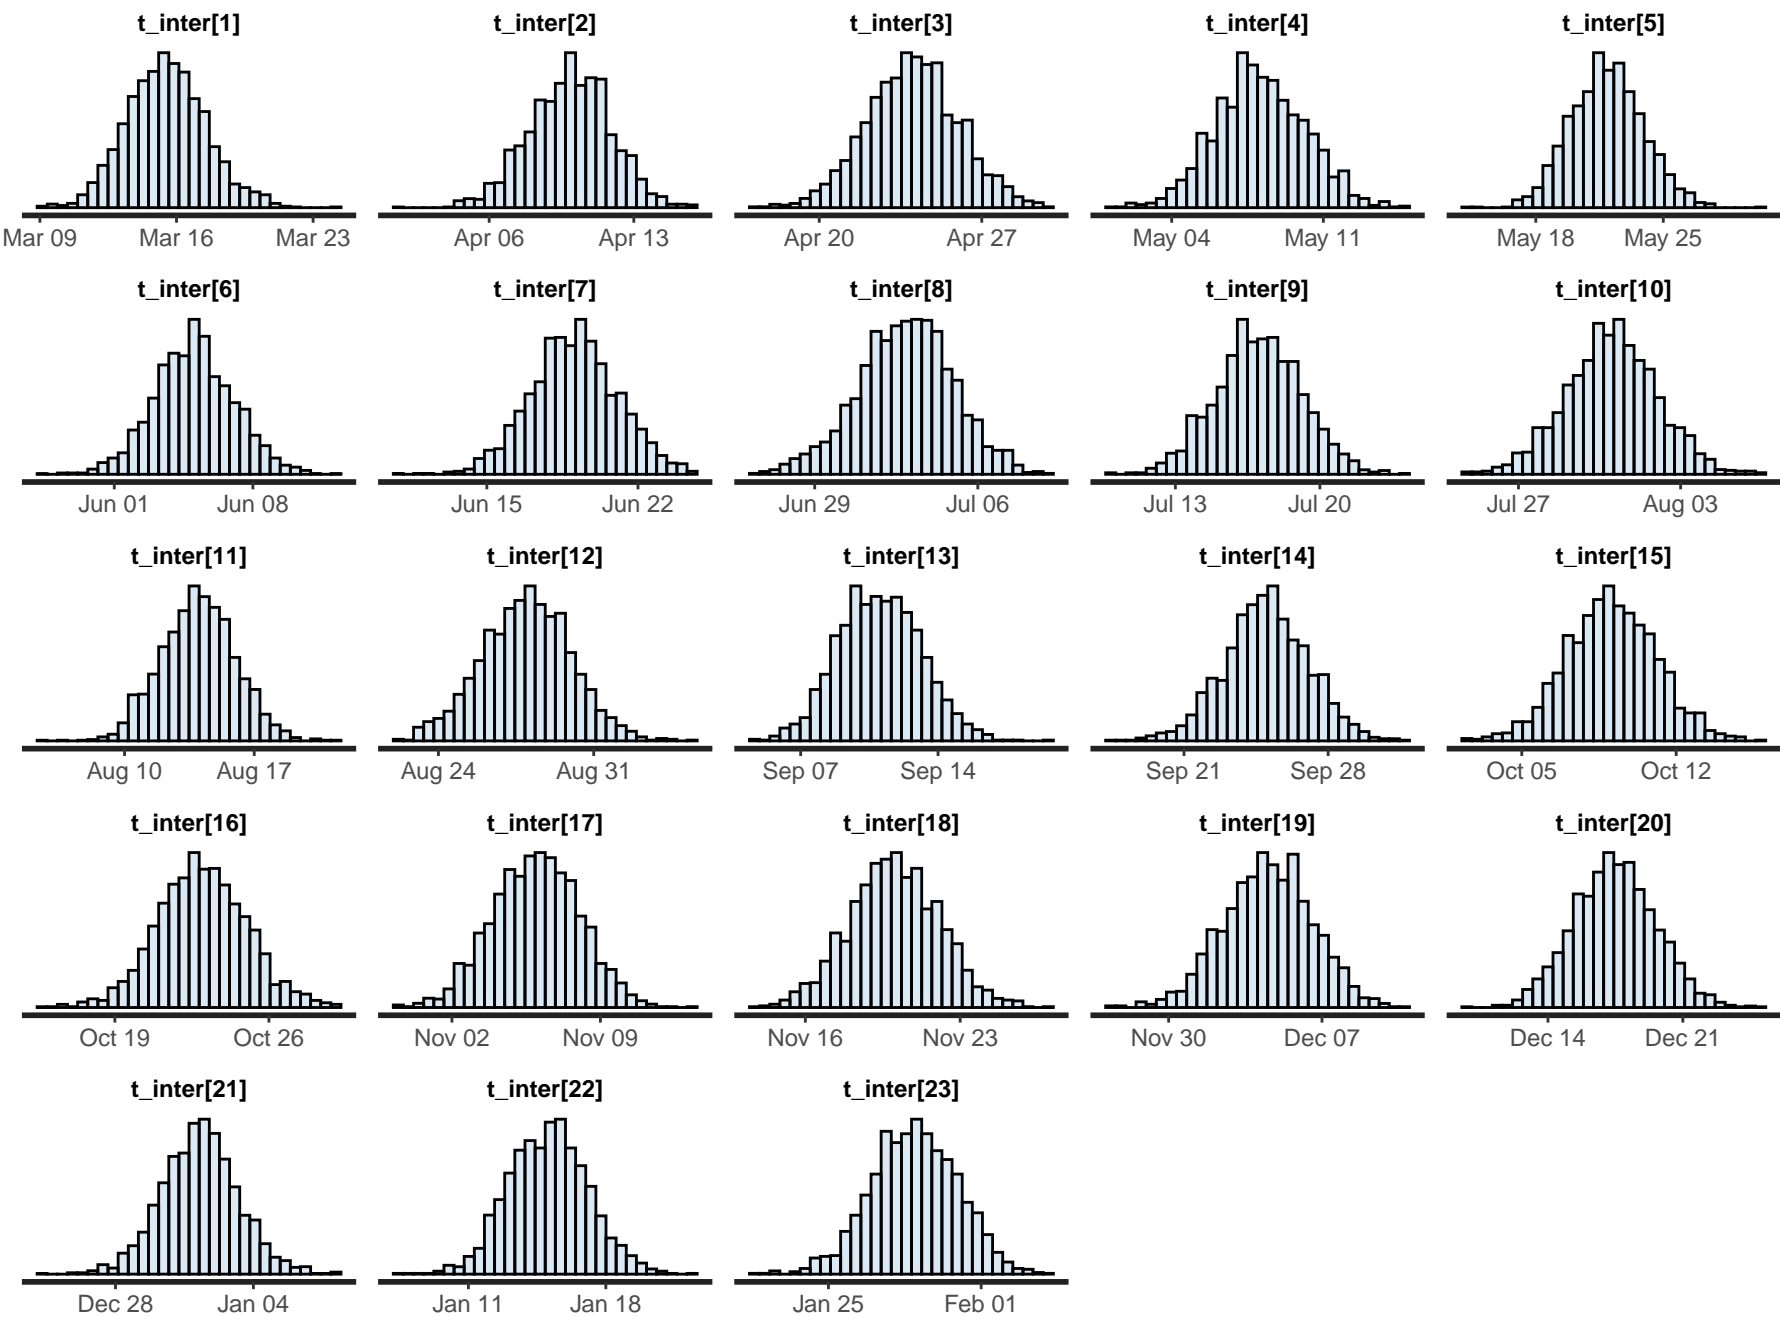 t_inter[1] t_inter[2] t_inter[3] t_inter[4] t_inter[5]
Mar 09 Mar 16 Mar 23 Apr 06 Apr 13 Apr 20 Apr 27 May 04 May 11 May 18 May 25
t_inter[6] t_inter[7] t_inter[8] t_inter[9] t_inter[10]
Jun 01 Jun 08 Jun 15 Jun 22 Jun 29 Jul 06 Jul 13 Jul 20 Jul 27 Aug 03
t_inter[11] t_inter[12] t_inter[13] t_inter[14] t_inter[15]
Aug 10 Aug 17 Aug 24 Aug 31 Sep 07 Sep 14 Sep 21 Sep 28 Oct 05 Oct 12
t_inter[16] t_inter[17] t_inter[18] t_inter[19] t_inter[20]
Oct 19 Oct 26 Nov 02 Nov 09 Nov 16 Nov 23 Nov 30 Dec 07 Dec 14 Dec 21
t_inter[21] t_inter[22] t_inter[23]
Dec 28 Jan 04 Jan 11 Jan 18 Jan 25 Feb 01